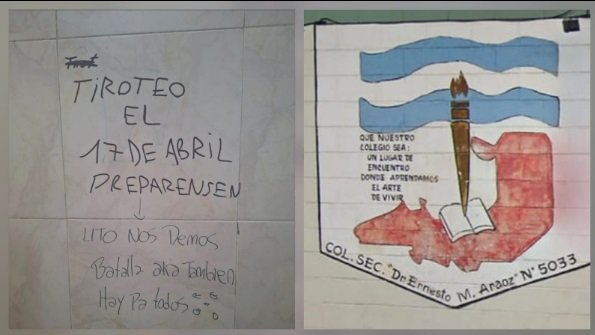 TIROTEO
EL
17 DE ABRIL
PREPARENSEN
LITO NOS Demos
Batalla aka Tambien
Hay Pa todos
QUE NUESTRO
COLEGIO SEA:
UN LUGAR DE
ENCUENTRO
DONDE APRENDAMOS
EL ARTE
DE VIVIR
COL. SEC. "Dr Ernesto M. Araoz" N° 5033